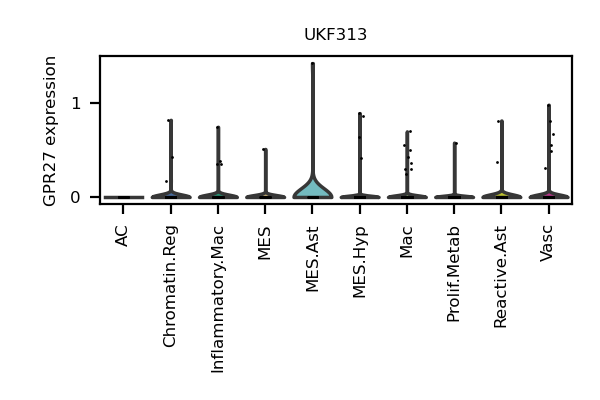 UKF313
GPR27 expression
1
0
AC
Chromatin.Reg
Inflammatory.Mac
MES
MES.Ast
MES.Hyp
Mac
Prolif.Metab
Reactive.Ast
Vasc